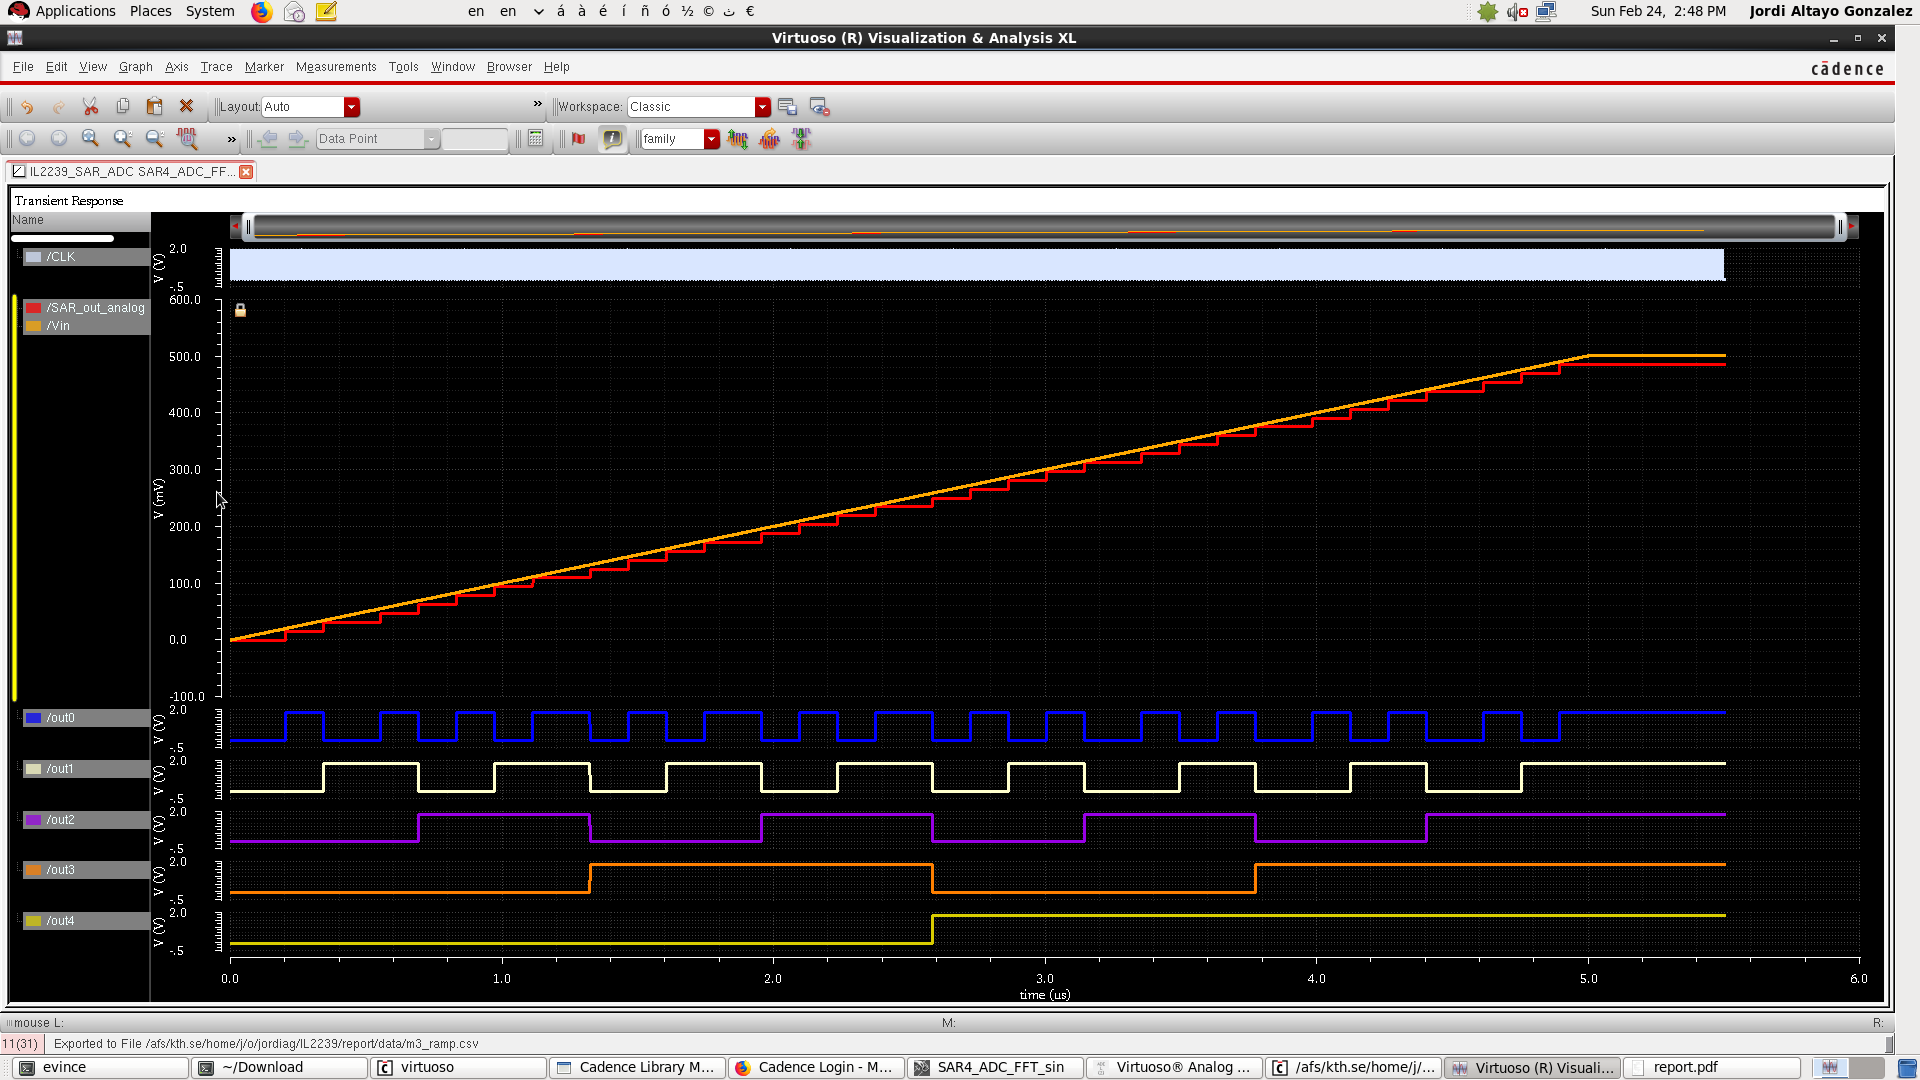 Applications Places System en en á à é í ñ ó ½ © ٿ € Sun Feb 24, 2:48 PM Jordi Altayo Gonzalez
Virtuoso (R) Visualization & Analysis XL
File Edit View Graph Axis Trace Marker Measurements Tools Window Browser Help cādence
Layout: Auto » Workspace: Classic
» Data Point family
IL2239_SAR_ADC SAR4_ADC_FF...
Transient Response
Name
/CLK
V (V)
2.0
-.5
/SAR_out_analog
/Vin
V (mV)
600.0
500.0
400.0
300.0
200.0
100.0
0.0
-100.0
/out0
V (V)
2.0
-.5
/out1
V (V)
2.0
-.5
/out2
V (V)
2.0
-.5
/out3
V (V)
2.0
-.5
/out4
V (V)
2.0
-.5
0.0 1.0 2.0 3.0 4.0 5.0 6.0
time (us)
mouse L: M: R:
11(31) Exported to File /afs/kth.se/home/j/o/jordiag/IL2239/report/data/m3_ramp.csv
evince ~/Download virtuoso Cadence Library M... Cadence Login - M... SAR4_ADC_FFT_sin Virtuoso® Analog ... /afs/kth.se/home/j/... Virtuoso (R) Visuali... report.pdf